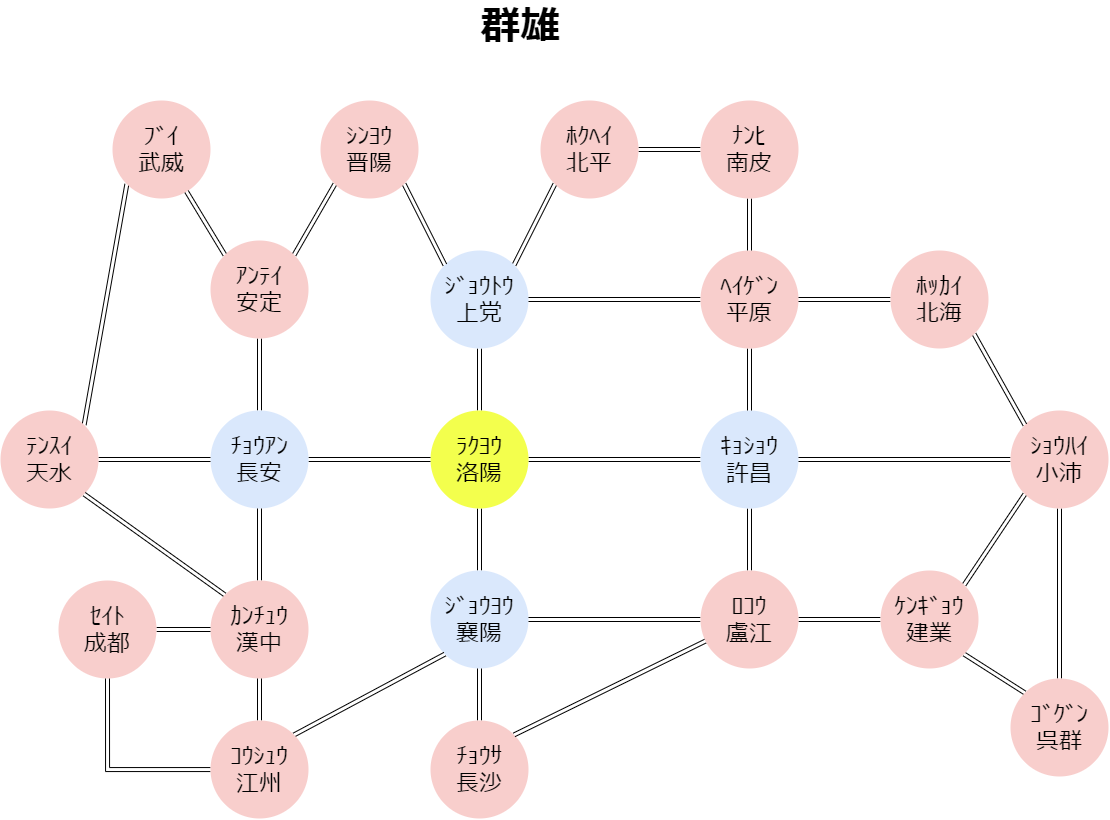 群雄
ﾌﾞｲ
武威
ｼﾝﾖｳ
晋陽
ﾎｸﾍｲ
北平
ﾅﾝﾋ
南皮
ｱﾝﾃｲ
安定
ｼﾞｮｳﾄｳ
上党
ﾍｲｹﾞﾝ
平原
ﾎｯｶｲ
北海
ﾃﾝｽｲ
天水
ﾁｮｳｱﾝ
長安
ﾗｸﾖｳ
洛陽
ｷｮｼｮｳ
許昌
ｼｮｳﾊｲ
小沛
ｾｲﾄ
成都
ｶﾝﾁｭｳ
漢中
ｼﾞｮｳﾖｳ
襄陽
ﾛｺｳ
盧江
ｹﾝｷﾞｮｳ
建業
ｺｳｼｭｳ
江州
ﾁｮｳｻ
長沙
ｺﾞｸﾞﾝ
呉群